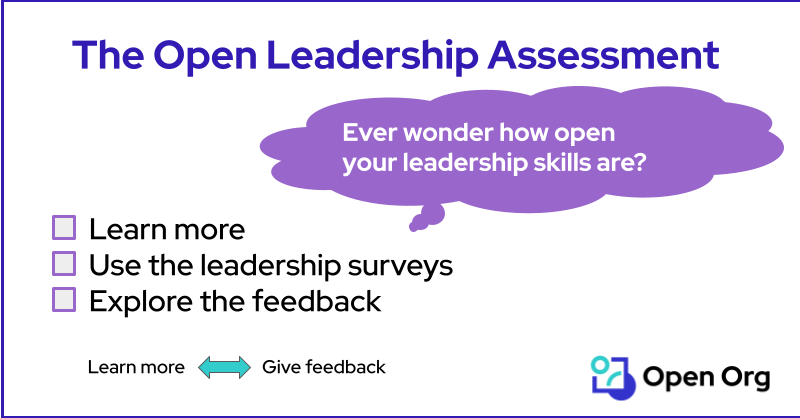 The Open Leadership Assessment
Ever wonder how open
your leadership skills are?
Learn more
Use the leadership surveys
Explore the feedback
Learn more
Give feedback
Open Org